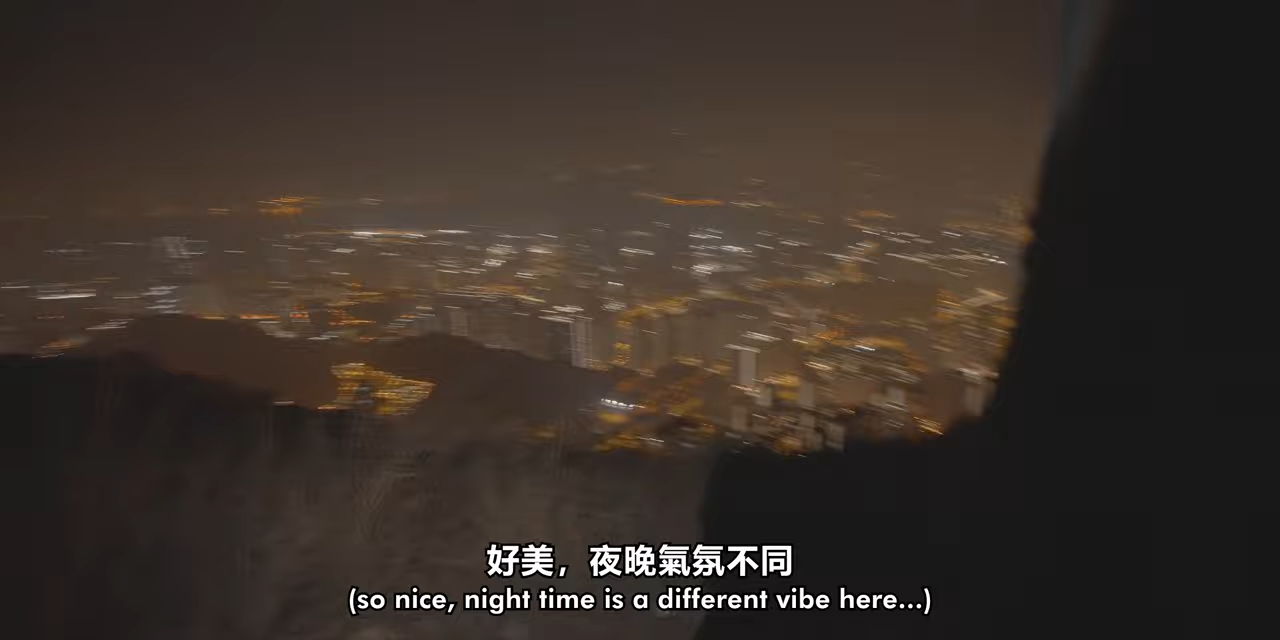 好美，夜晚氣氛不同
(so nice, night time is a different vibe here...)